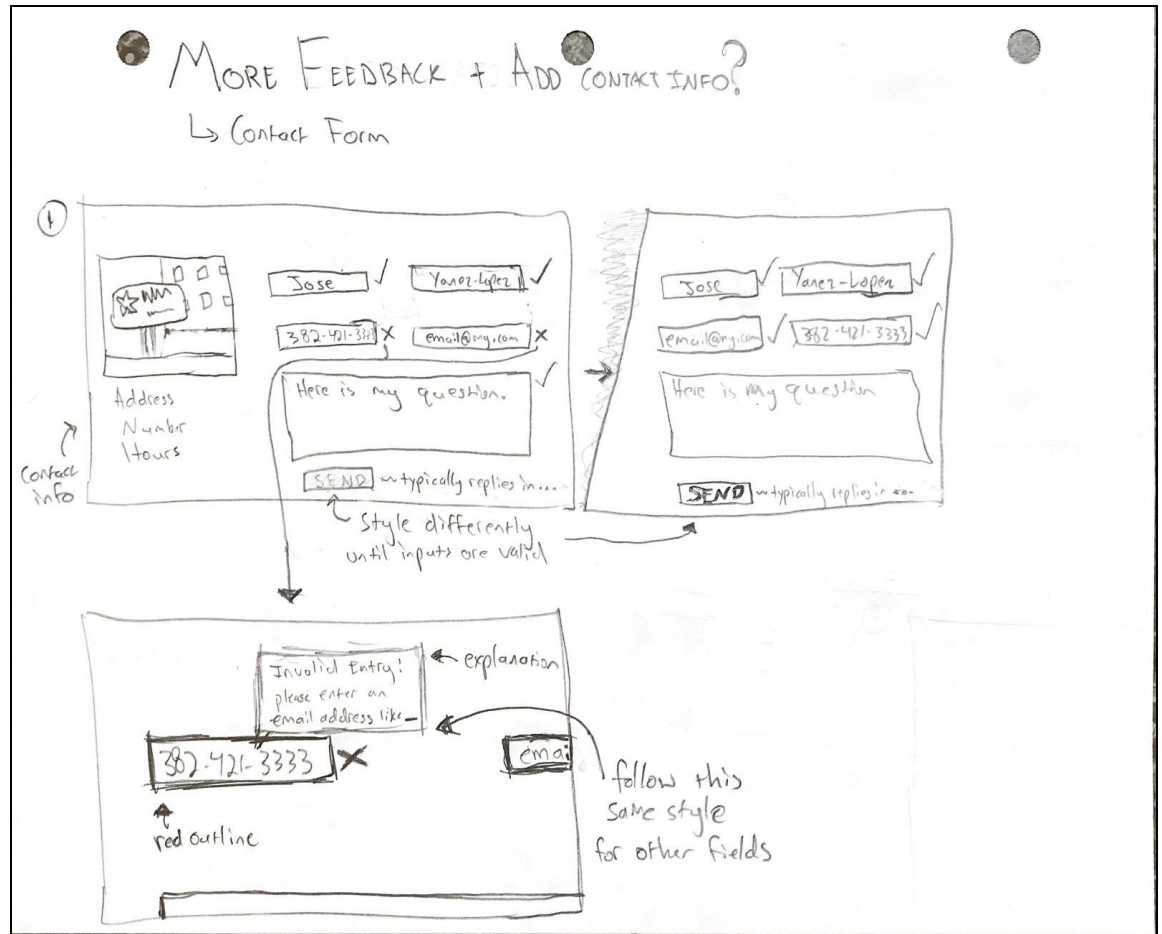 MORE FEEDBACK + ADD CONTACT INFO?
↳ Contact Form
1
Jose ✓ Yanez-Lopez ✓
382-421-3333 X email@my.com X
Here is my question. ✓
Address
Number
Hours
Contact
info
SEND ~typically replies in...
Style differently
until inputs are valid
Jose ✓ Yanez-Lopez ✓
email@my.com ✓ 382-421-3333 ✓
Here is my question
SEND ~typically replies in ...
Invalid Entry!
please enter an
email address like
explanation
382-421-3333 X
emai
red outline
follow this
same style
for other fields